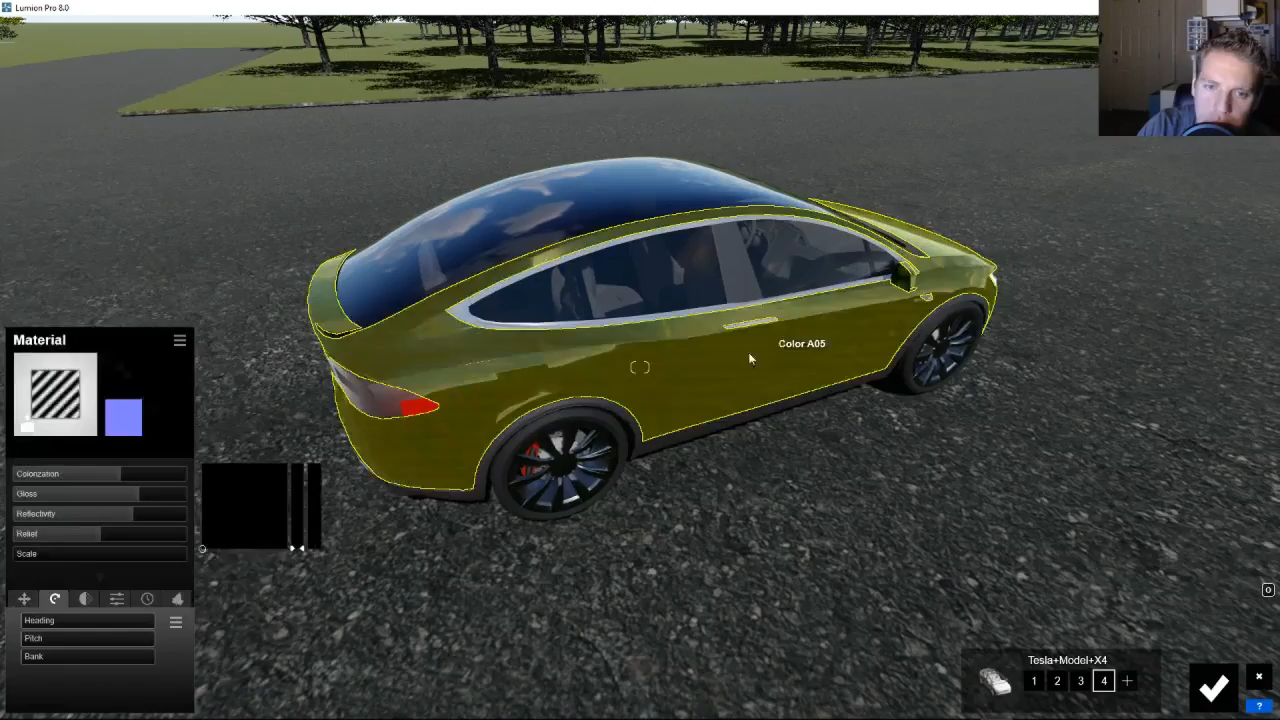 Lumion Pro 8.0
Color A05
Material
Colorization
Gloss
Reflectivity
Relief
Scale
Heading
Pitch
Bank
0
Tesla+Model+X4
1 2 3 4 +
?